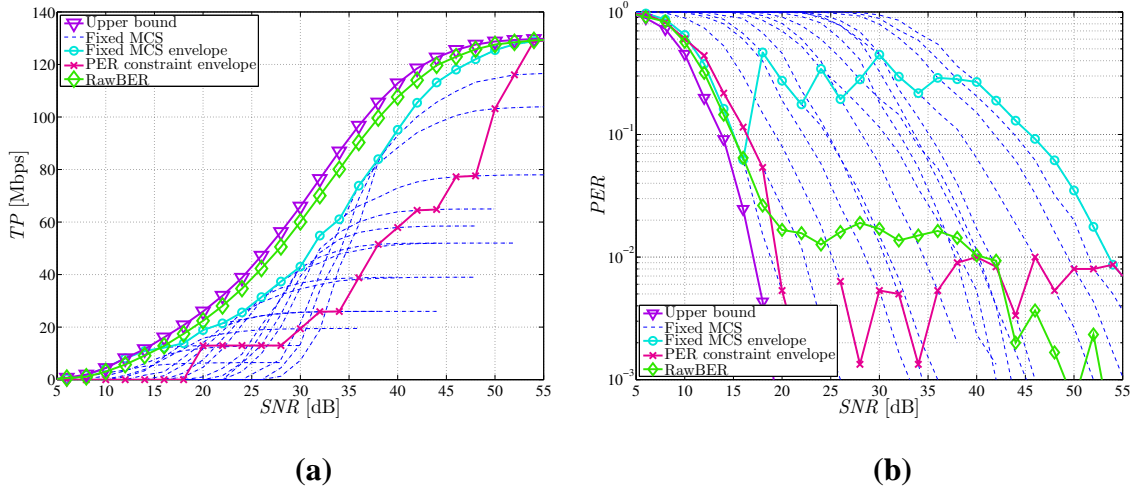 Upper bound
Fixed MCS
Fixed MCS envelope
PER constraint envelope
RawBER
140
120
100
80
60
40
20
0
TP [Mbps]
5 10 15 20 25 30 35 40 45 50 55
SNR [dB]
(a)
10^0
10^-1
10^-2
10^-3
PER
Upper bound
Fixed MCS
Fixed MCS envelope
PER constraint envelope
RawBER
5 10 15 20 25 30 35 40 45 50 55
SNR [dB]
(b)